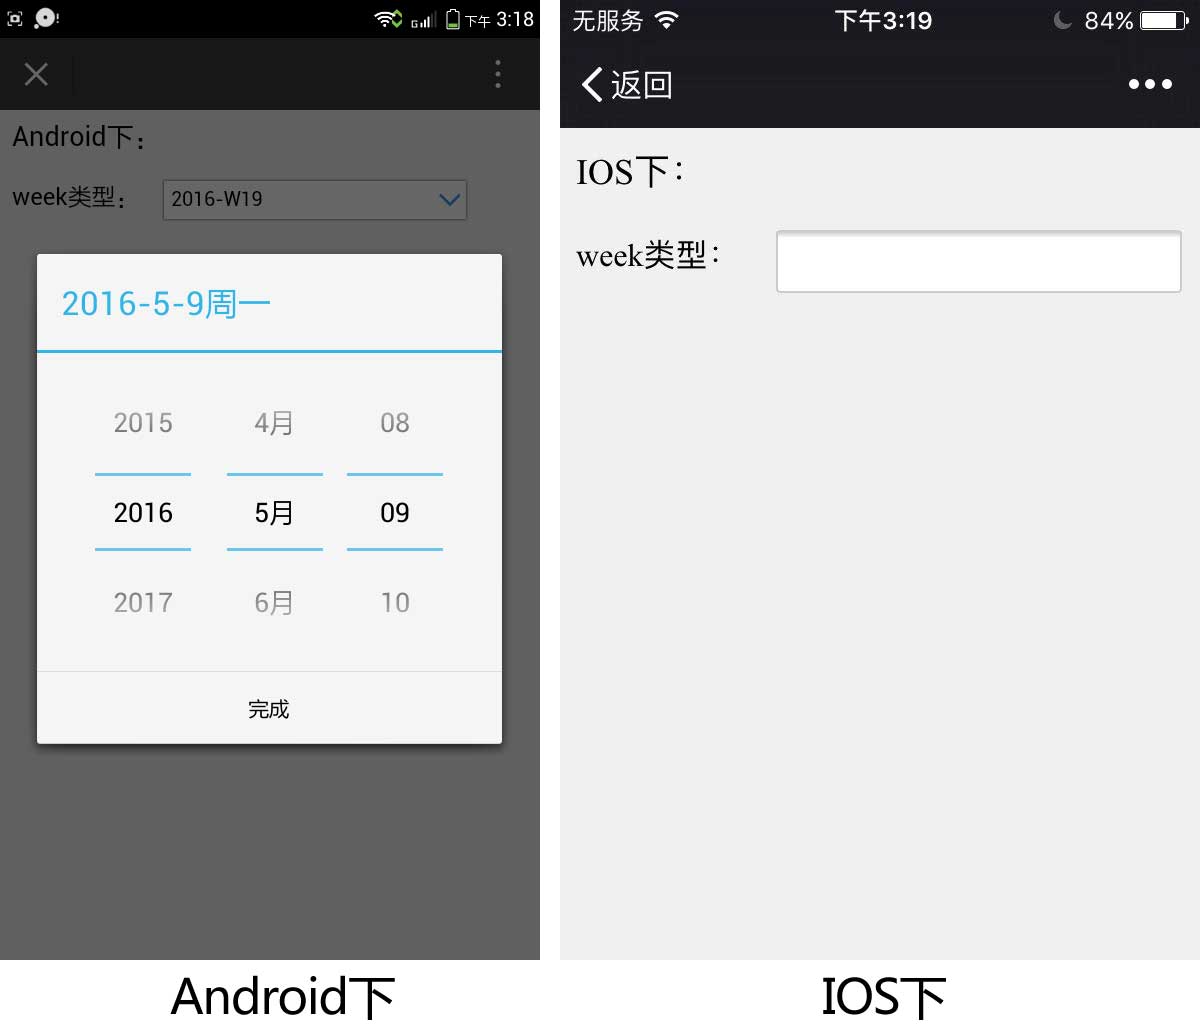 下午 3:18
Android下：
week类型： 2016-W19
2016-5-9周一
2015 4月 08
2016 5月 09
2017 6月 10
完成
Android下
无服务 下午3:19 84%
返回
IOS下：
week类型：
IOS下